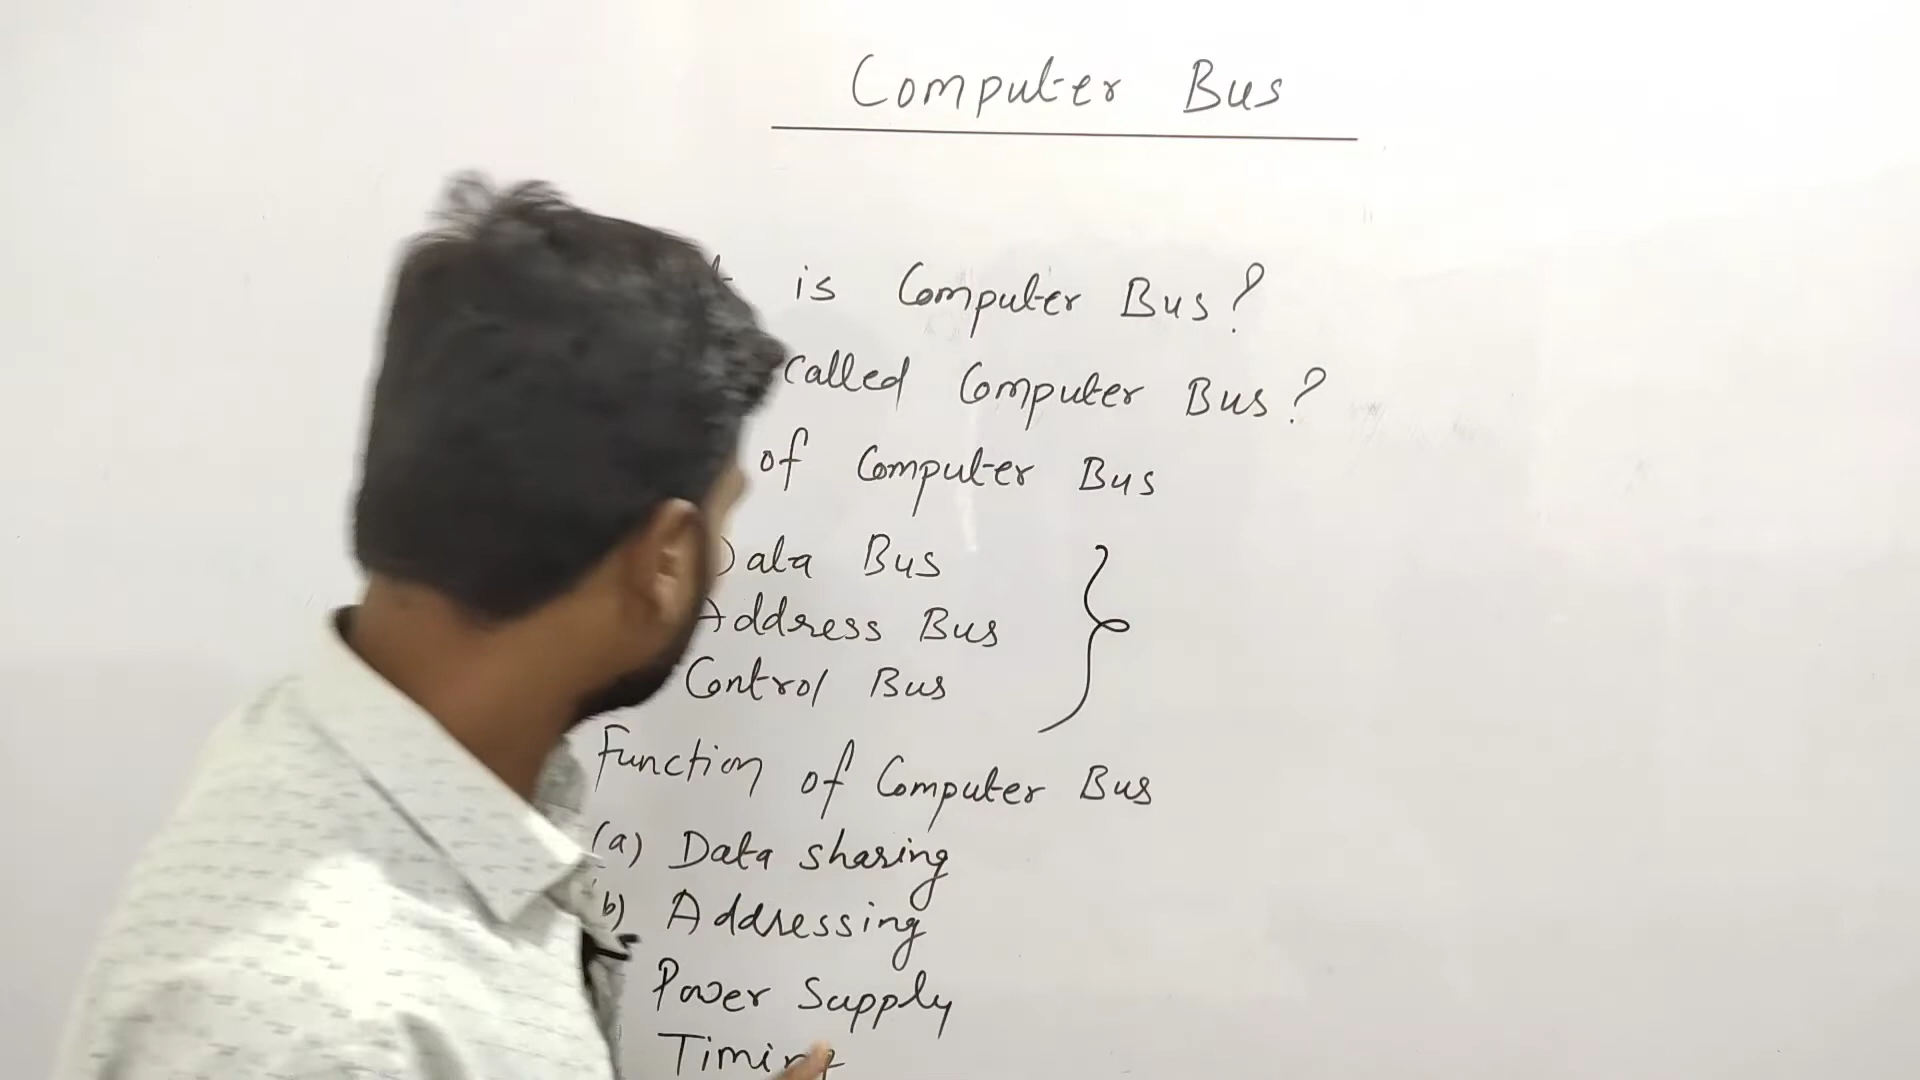 Computer Bus
is Computer Bus?
called Computer Bus?
of Computer Bus
Data Bus
Address Bus
Control Bus
Function of Computer Bus
(a) Data sharing
b) Addressing
Power Supply
Timing